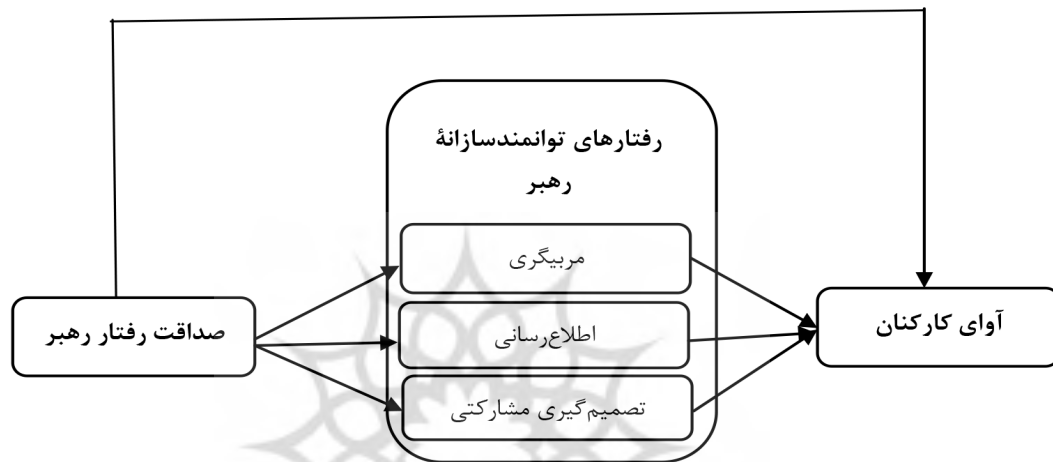 رفتارهای توانمندسازانهٔ
رهبر
مربیگری
صداقت رفتار رهبر
اطلاع‌رسانی
آوای کارکنان
تصمیم‌گیری مشارکتی